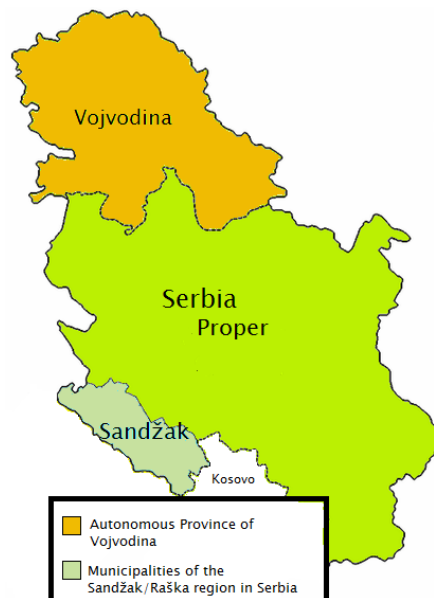 Vojvodina
Serbia
Proper
Sandžak
Kosovo
Autonomous Province of
Vojvodina
Municipalities of the
Sandžak/Raška region in Serbia